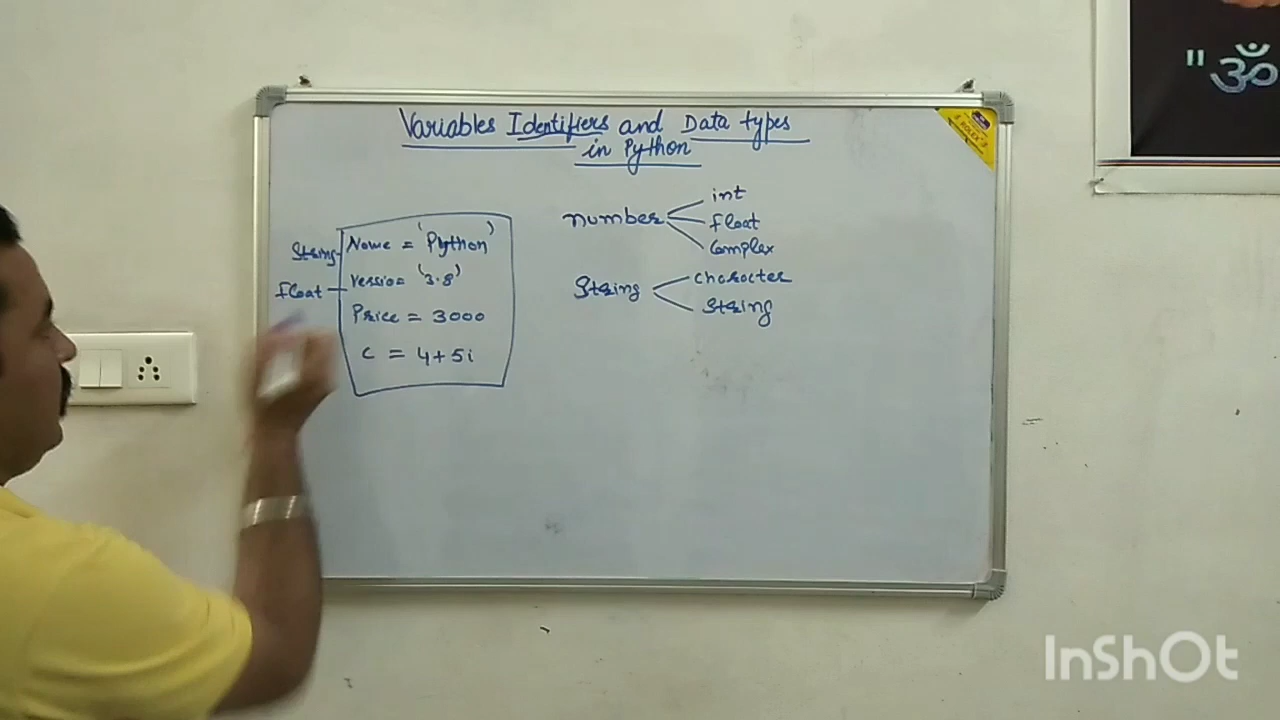 Variables Identifiers and Data types
in Python
String
Name = 'Python'
float
Version '3.8'
Price = 3000
c = 4+5i
number
int
float
Complex
String
character
String
"ॐ
InShOt